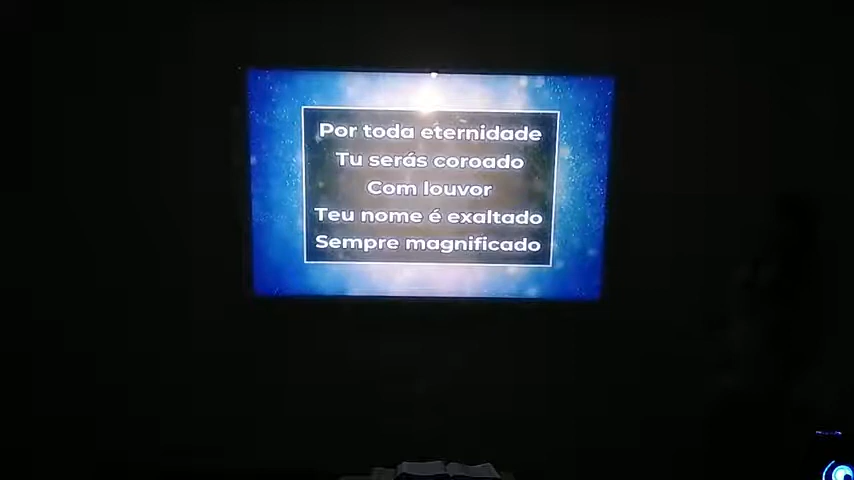 Por toda eternidade
Tu serás coroado
Com louvor
Teu nome é exaltado
Sempre magnificado